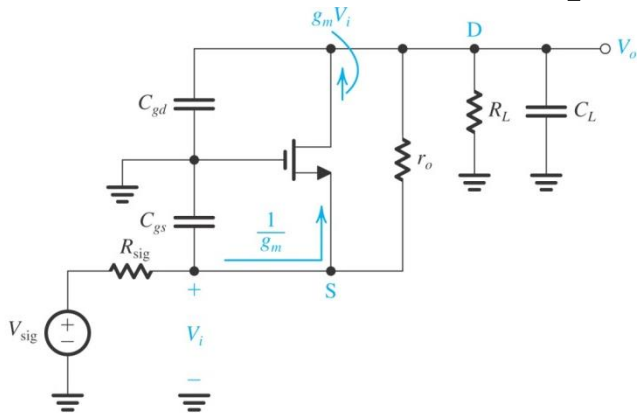 g_m V_i
D
V_o
C_gd
R_L
C_L
r_o
C_gs
1/g_m
R_sig
+
S
V_sig
+
−
V_i
−